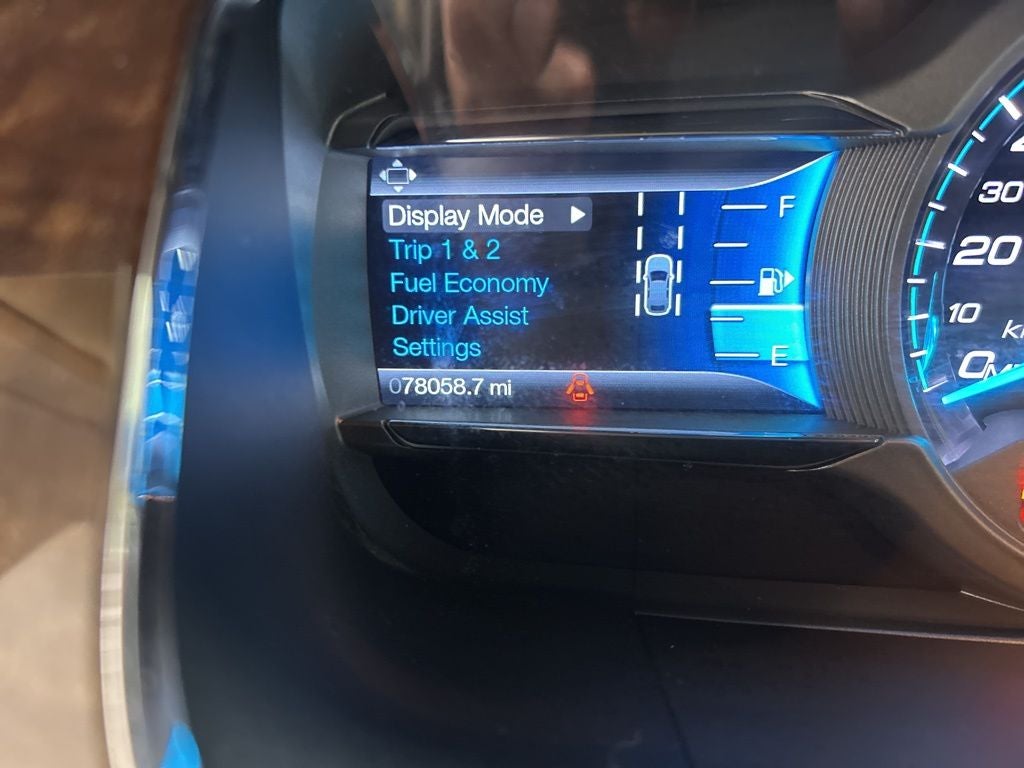 Display Mode
Trip 1 & 2
Fuel Economy
Driver Assist
Settings
078058.7 mi
F
E
30
20
10
0